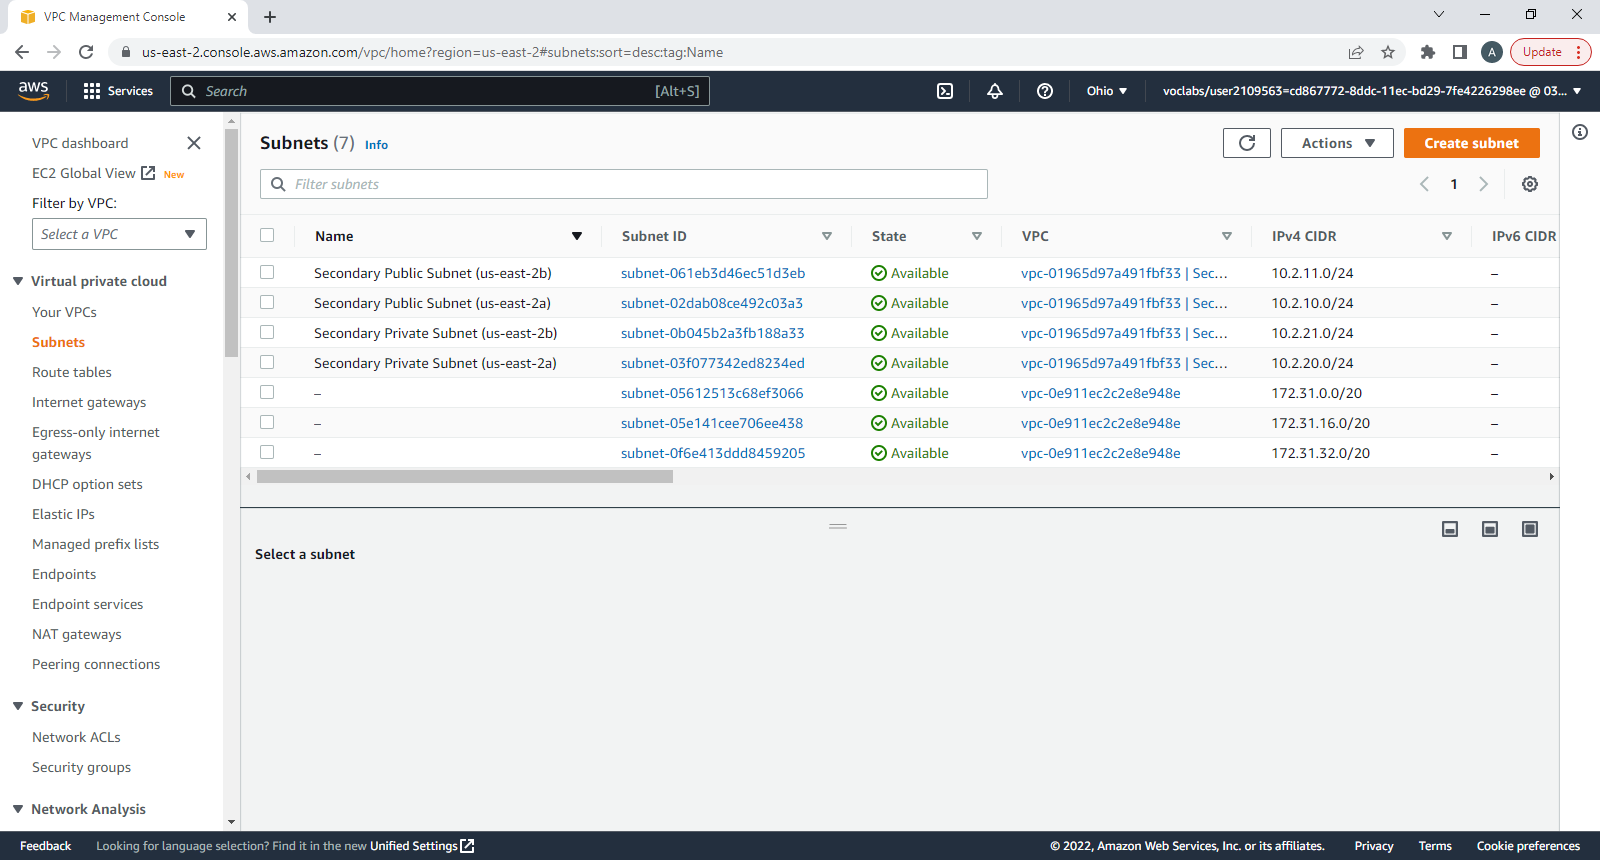 VPC Management Console
us-east-2.console.aws.amazon.com/vpc/home?region=us-east-2#subnets:sort=desc:tag:Name
A
Update
aws
Services
Search
[Alt+S]
Ohio
voclabs/user2109563=cd867772-8ddc-11ec-bd29-7fe4226298ee @ 03...
VPC dashboard
EC2 Global View New
Filter by VPC:
Select a VPC
Virtual private cloud
Your VPCs
Subnets
Route tables
Internet gateways
Egress-only internet
gateways
DHCP option sets
Elastic IPs
Managed prefix lists
Endpoints
Endpoint services
NAT gateways
Peering connections
Security
Network ACLs
Security groups
Network Analysis
Subnets (7) Info
Actions
Create subnet
Filter subnets
1
Name Subnet ID State VPC IPv4 CIDR IPv6 CIDR
Secondary Public Subnet (us-east-2b) subnet-061eb3d46ec51d3eb Available vpc-01965d97a491fbf33 | Sec... 10.2.11.0/24 –
Secondary Public Subnet (us-east-2a) subnet-02dab08ce492c03a3 Available vpc-01965d97a491fbf33 | Sec... 10.2.10.0/24 –
Secondary Private Subnet (us-east-2b) subnet-0b045b2a3fb188a33 Available vpc-01965d97a491fbf33 | Sec... 10.2.21.0/24 –
Secondary Private Subnet (us-east-2a) subnet-03f077342ed8234ed Available vpc-01965d97a491fbf33 | Sec... 10.2.20.0/24 –
– subnet-05612513c68ef3066 Available vpc-0e911ec2c2e8e948e 172.31.0.0/20 –
– subnet-05e141cee706ee438 Available vpc-0e911ec2c2e8e948e 172.31.16.0/20 –
– subnet-0f6e413ddd8459205 Available vpc-0e911ec2c2e8e948e 172.31.32.0/20 –
Select a subnet
Feedback
Looking for language selection? Find it in the new Unified Settings
© 2022, Amazon Web Services, Inc. or its affiliates.
Privacy
Terms
Cookie preferences